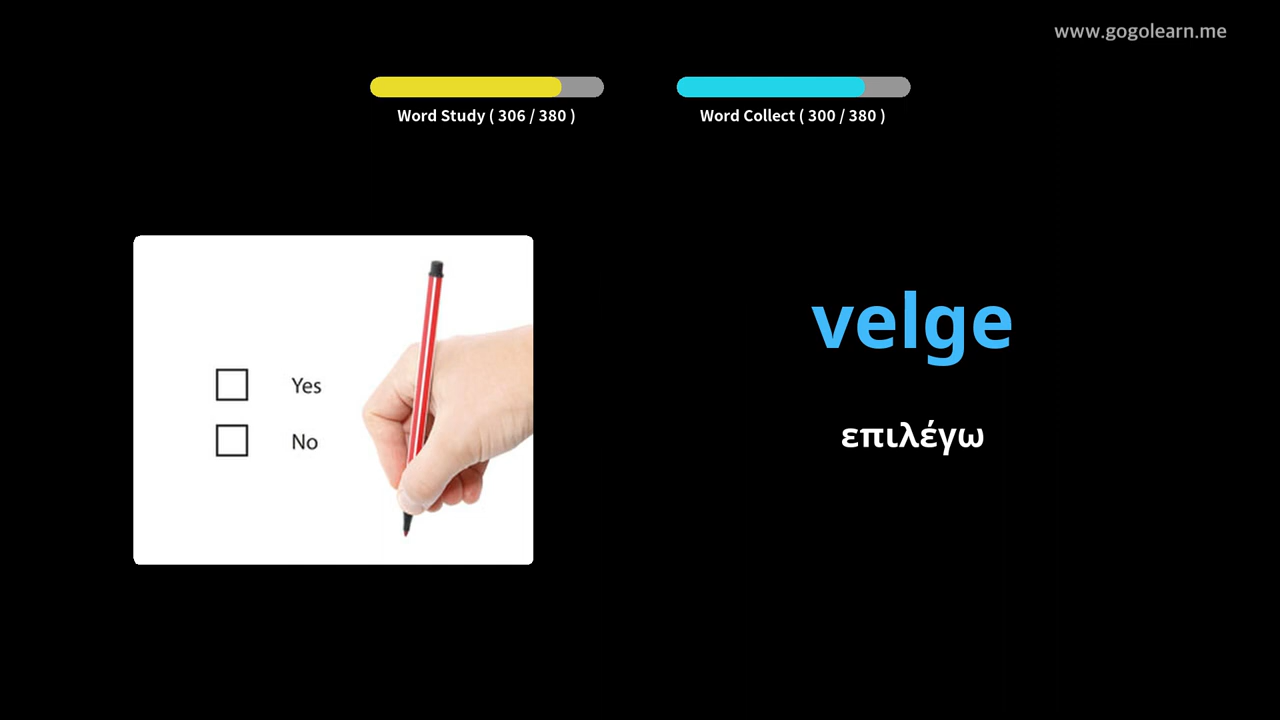 www.gogolearn.me
Word Study ( 306 / 380 )
Word Collect ( 300 / 380 )
Yes
No
velge
επιλέγω